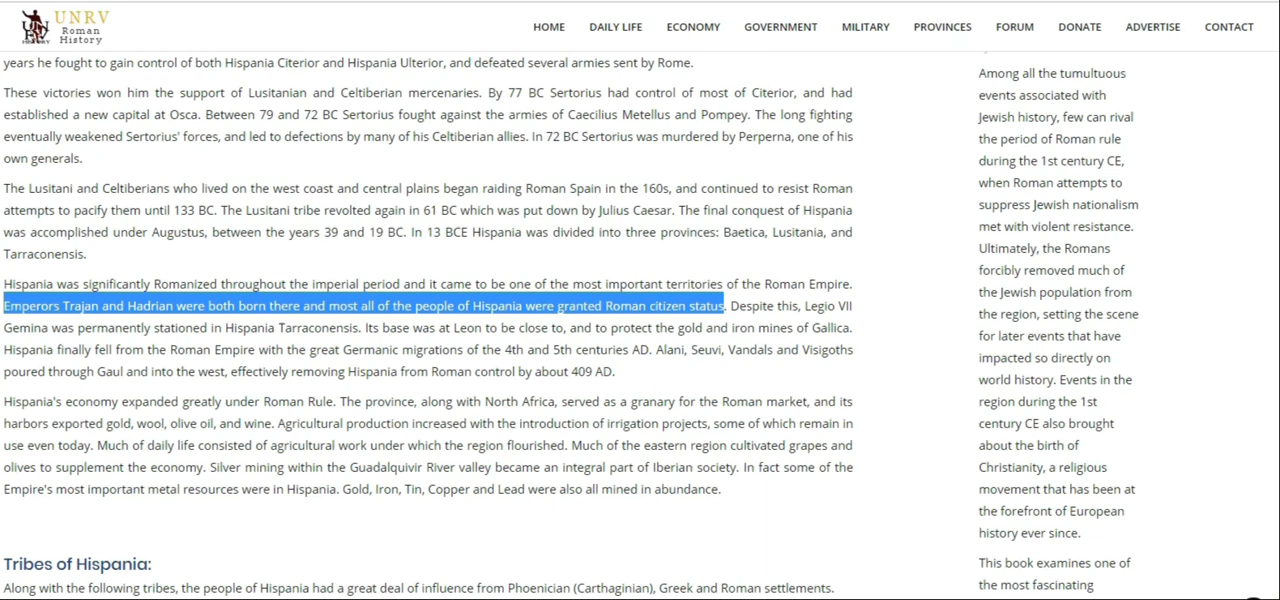 UNRV
Roman
History
HOME DAILY LIFE ECONOMY GOVERNMENT MILITARY PROVINCES FORUM DONATE ADVERTISE CONTACT
years he fought to gain control of both Hispania Citerior and Hispania Ulterior, and defeated several armies sent by Rome.
These victories won him the support of Lusitanian and Celtiberian mercenaries. By 77 BC Sertorius had control of most of Citerior, and had
established a new capital at Osca. Between 79 and 72 BC Sertorius fought against the armies of Caecilius Metellus and Pompey. The long fighting
eventually weakened Sertorius' forces, and led to defections by many of his Celtiberian allies. In 72 BC Sertorius was murdered by Perperna, one of his
own generals.
The Lusitani and Celtiberians who lived on the west coast and central plains began raiding Roman Spain in the 160s, and continued to resist Roman
attempts to pacify them until 133 BC. The Lusitani tribe revolted again in 61 BC which was put down by Julius Caesar. The final conquest of Hispania
was accomplished under Augustus, between the years 39 and 19 BC. In 13 BCE Hispania was divided into three provinces: Baetica, Lusitania, and
Tarraconensis.
Hispania was significantly Romanized throughout the imperial period and it came to be one of the most important territories of the Roman Empire.
Emperors Trajan and Hadrian were both born there and most all of the people of Hispania were granted Roman citizen status. Despite this, Legio VII
Gemina was permanently stationed in Hispania Tarraconensis. Its base was at Leon to be close to, and to protect the gold and iron mines of Gallica.
Hispania finally fell from the Roman Empire with the great Germanic migrations of the 4th and 5th centuries AD. Alani, Seuvi, Vandals and Visigoths
poured through Gaul and into the west, effectively removing Hispania from Roman control by about 409 AD.
Hispania's economy expanded greatly under Roman Rule. The province, along with North Africa, served as a granary for the Roman market, and its
harbors exported gold, wool, olive oil, and wine. Agricultural production increased with the introduction of irrigation projects, some of which remain in
use even today. Much of daily life consisted of agricultural work under which the region flourished. Much of the eastern region cultivated grapes and
olives to supplement the economy. Silver mining within the Guadalquivir River valley became an integral part of Iberian society. In fact some of the
Empire's most important metal resources were in Hispania. Gold, Iron, Tin, Copper and Lead were also all mined in abundance.
Tribes of Hispania:
Along with the following tribes, the people of Hispania had a great deal of influence from Phoenician (Carthaginian), Greek and Roman settlements.
Among all the tumultuous
events associated with
Jewish history, few can rival
the period of Roman rule
during the 1st century CE,
when Roman attempts to
suppress Jewish nationalism
met with violent resistance.
Ultimately, the Romans
forcibly removed much of
the Jewish population from
the region, setting the scene
for later events that have
impacted so directly on
world history. Events in the
region during the 1st
century CE also brought
about the birth of
Christianity, a religious
movement that has been at
the forefront of European
history ever since.
This book examines one of
the most fascinating